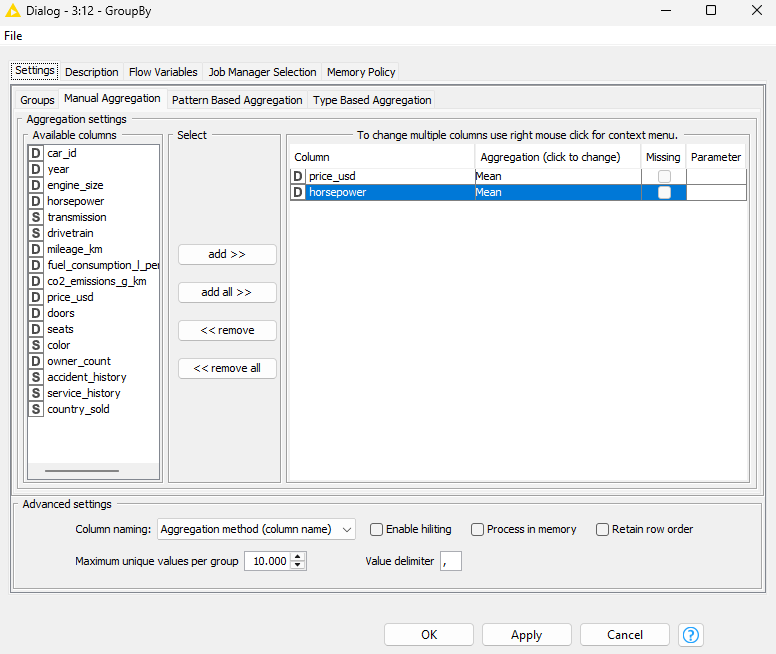 Dialog - 3:12 - GroupBy
File
Settings Description Flow Variables Job Manager Selection Memory Policy
Groups Manual Aggregation Pattern Based Aggregation Type Based Aggregation
Aggregation settings
Available columns
D car_id
D year
D engine_size
D horsepower
S transmission
S drivetrain
D mileage_km
D fuel_consumption_l_per
D co2_emissions_g_km
D price_usd
D doors
D seats
S color
D owner_count
S accident_history
S service_history
S country_sold
Select
add >>
add all >>
<< remove
<< remove all
To change multiple columns use right mouse click for context menu.
Column Aggregation (click to change) Missing Parameter
D price_usd Mean
D horsepower Mean
Advanced settings
Column naming: Aggregation method (column name) Enable hiliting Process in memory Retain row order
Maximum unique values per group 10.000 Value delimiter ,
OK Apply Cancel ?